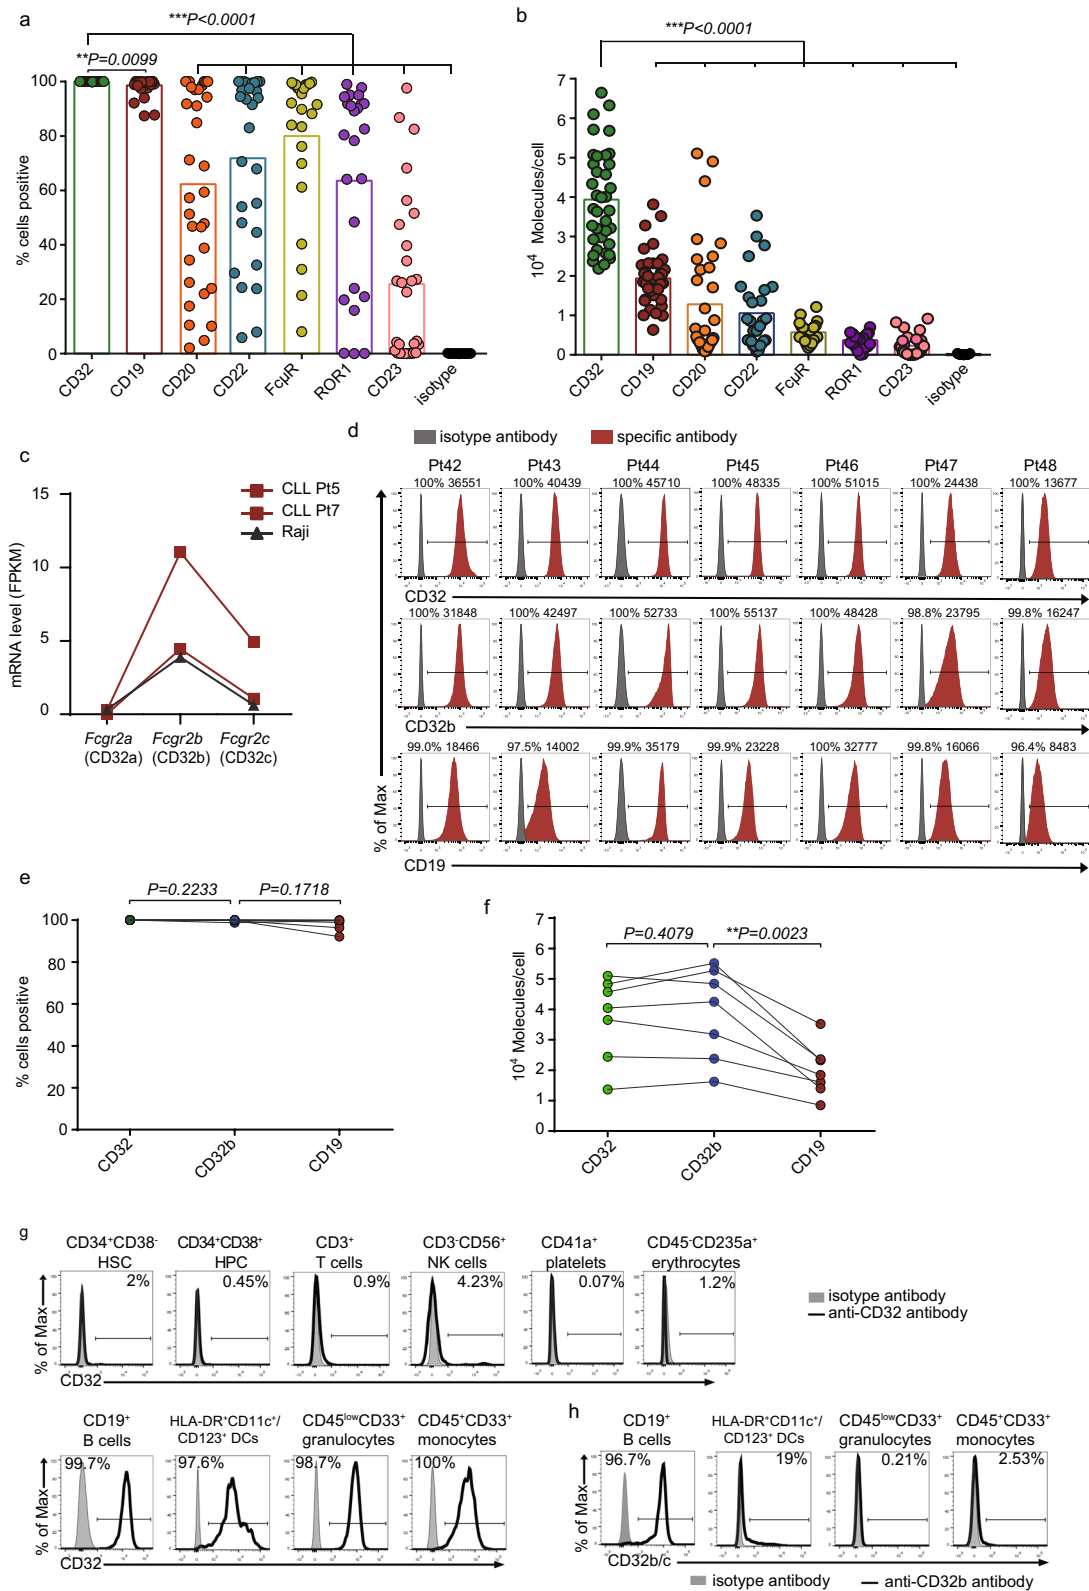 a
***P<0.0001
**P=0.0099
% cells positive
100
80
60
40
20
0
CD32
CD19
CD20
CD22
FcμR
ROR1
CD23
isotype
b
***P<0.0001
10⁴ Molecules/cell
7
6
5
4
3
2
1
0
CD32
CD19
CD20
CD22
FcμR
ROR1
CD23
isotype
c
mRNA level (FPKM)
15
10
5
0
CLL Pt5
CLL Pt7
Raji
Fcgr2a
(CD32a)
Fcgr2b
(CD32b)
Fcgr2c
(CD32c)
d
isotype antibody
specific antibody
Pt42 Pt43 Pt44 Pt45 Pt46 Pt47 Pt48
100% 36551 100% 40439 100% 45710 100% 48335 100% 51015 100% 24438 100% 13677
CD32
100% 31848 100% 42497 100% 52733 100% 55137 100% 48428 98.8% 23795 99.8% 16247
CD32b
99.0% 18466 97.5% 14002 99.9% 35179 99.9% 23228 100% 32777 99.8% 16066 96.4% 8483
% of Max
CD19
e
P=0.2233
P=0.1718
% cells positive
100
80
60
40
20
0
CD32
CD32b
CD19
f
P=0.4079
**P=0.0023
10⁴ Molecules/cell
7
6
5
4
3
2
1
0
CD32
CD32b
CD19
g
CD34⁺CD38⁻
HSC
2%
CD34⁺CD38⁺
HPC
0.45%
CD3⁺
T cells
0.9%
CD3⁻CD56⁺
NK cells
4.23%
CD41a⁺
platelets
0.07%
CD45⁻CD235a⁺
erythrocytes
1.2%
isotype antibody
anti-CD32 antibody
% of Max
CD32
CD19⁺
B cells
99.7%
HLA-DR⁺CD11c⁺/
CD123⁺ DCs
97.6%
CD45ˡᵒʷCD33⁺
granulocytes
98.7%
CD45⁺CD33⁺
monocytes
100%
% of Max
CD32
h
CD19⁺
B cells
96.7%
HLA-DR⁺CD11c⁺/
CD123⁺ DCs
19%
CD45ˡᵒʷCD33⁺
granulocytes
0.21%
CD45⁺CD33⁺
monocytes
2.53%
% of Max
CD32b/c
isotype antibody
anti-CD32b antibody